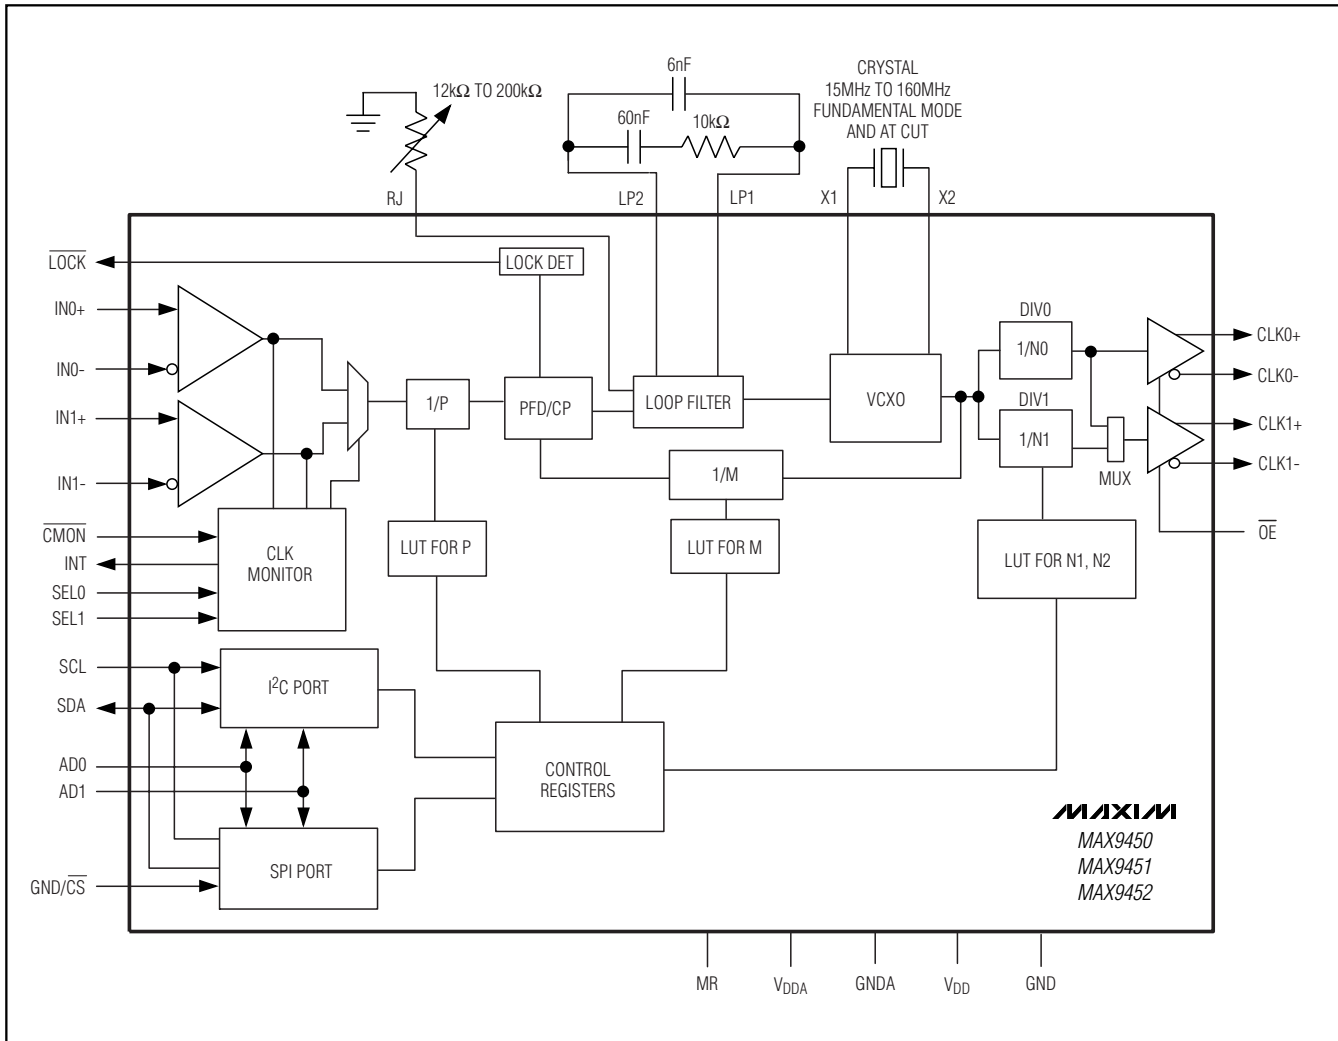 6nF
CRYSTAL
15MHz TO 160MHz
FUNDAMENTAL MODE
AND AT CUT
12kΩ TO 200kΩ
60nF
10kΩ
RJ
LP2
LP1
X1
X2
LOCK
LOCK DET
IN0+
IN0-
IN1+
IN1-
1/P
PFD/CP
LOOP FILTER
VCXO
DIV0
1/N0
DIV1
1/N1
MUX
CLK0+
CLK0-
CLK1+
CLK1-
OE
1/M
CMON
INT
SEL0
SEL1
CLK
MONITOR
LUT FOR P
LUT FOR M
LUT FOR N1, N2
SCL
SDA
AD0
AD1
GND/CS
I²C PORT
SPI PORT
CONTROL
REGISTERS
MAXIM
MAX9450
MAX9451
MAX9452
MR
VDDA
GNDA
VDD
GND